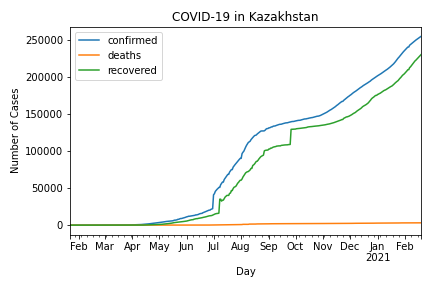 COVID-19 in Kazakhstan
confirmed
deaths
recovered
Number of Cases
250000
200000
150000
100000
50000
0
Feb Mar Apr May Jun Jul Aug Sep Oct Nov Dec Jan Feb
2021
Day